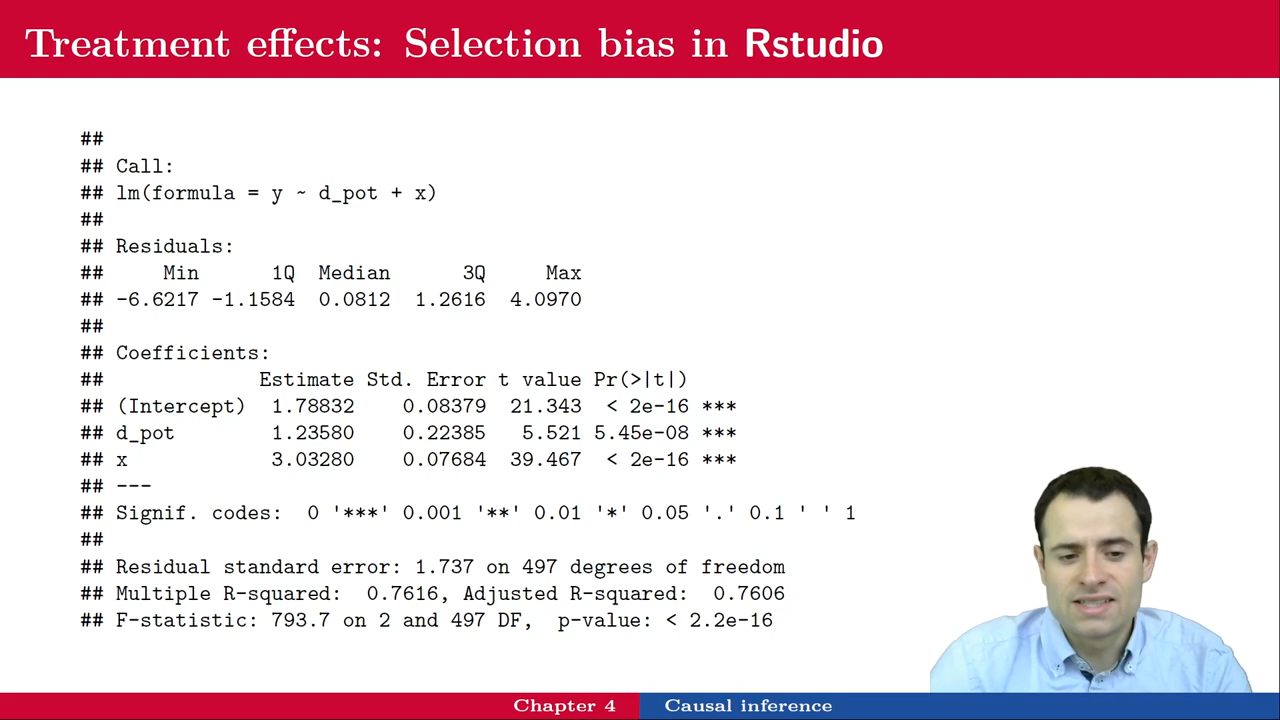 Treatment effects: Selection bias in Rstudio
##
## Call:
## lm(formula = y ~ d_pot + x)
##
## Residuals:
##     Min      1Q  Median      3Q     Max
## -6.6217 -1.1584  0.0812  1.2616  4.0970
##
## Coefficients:
##             Estimate Std. Error t value Pr(>|t|)
## (Intercept)  1.78832    0.08379  21.343  < 2e-16 ***
## d_pot        1.23580    0.22385   5.521 5.45e-08 ***
## x            3.03280    0.07684  39.467  < 2e-16 ***
## ---
## Signif. codes:  0 '***' 0.001 '**' 0.01 '*' 0.05 '.' 0.1 ' ' 1
##
## Residual standard error: 1.737 on 497 degrees of freedom
## Multiple R-squared:  0.7616, Adjusted R-squared:  0.7606
## F-statistic: 793.7 on 2 and 497 DF,  p-value: < 2.2e-16
Chapter 4 Causal inference